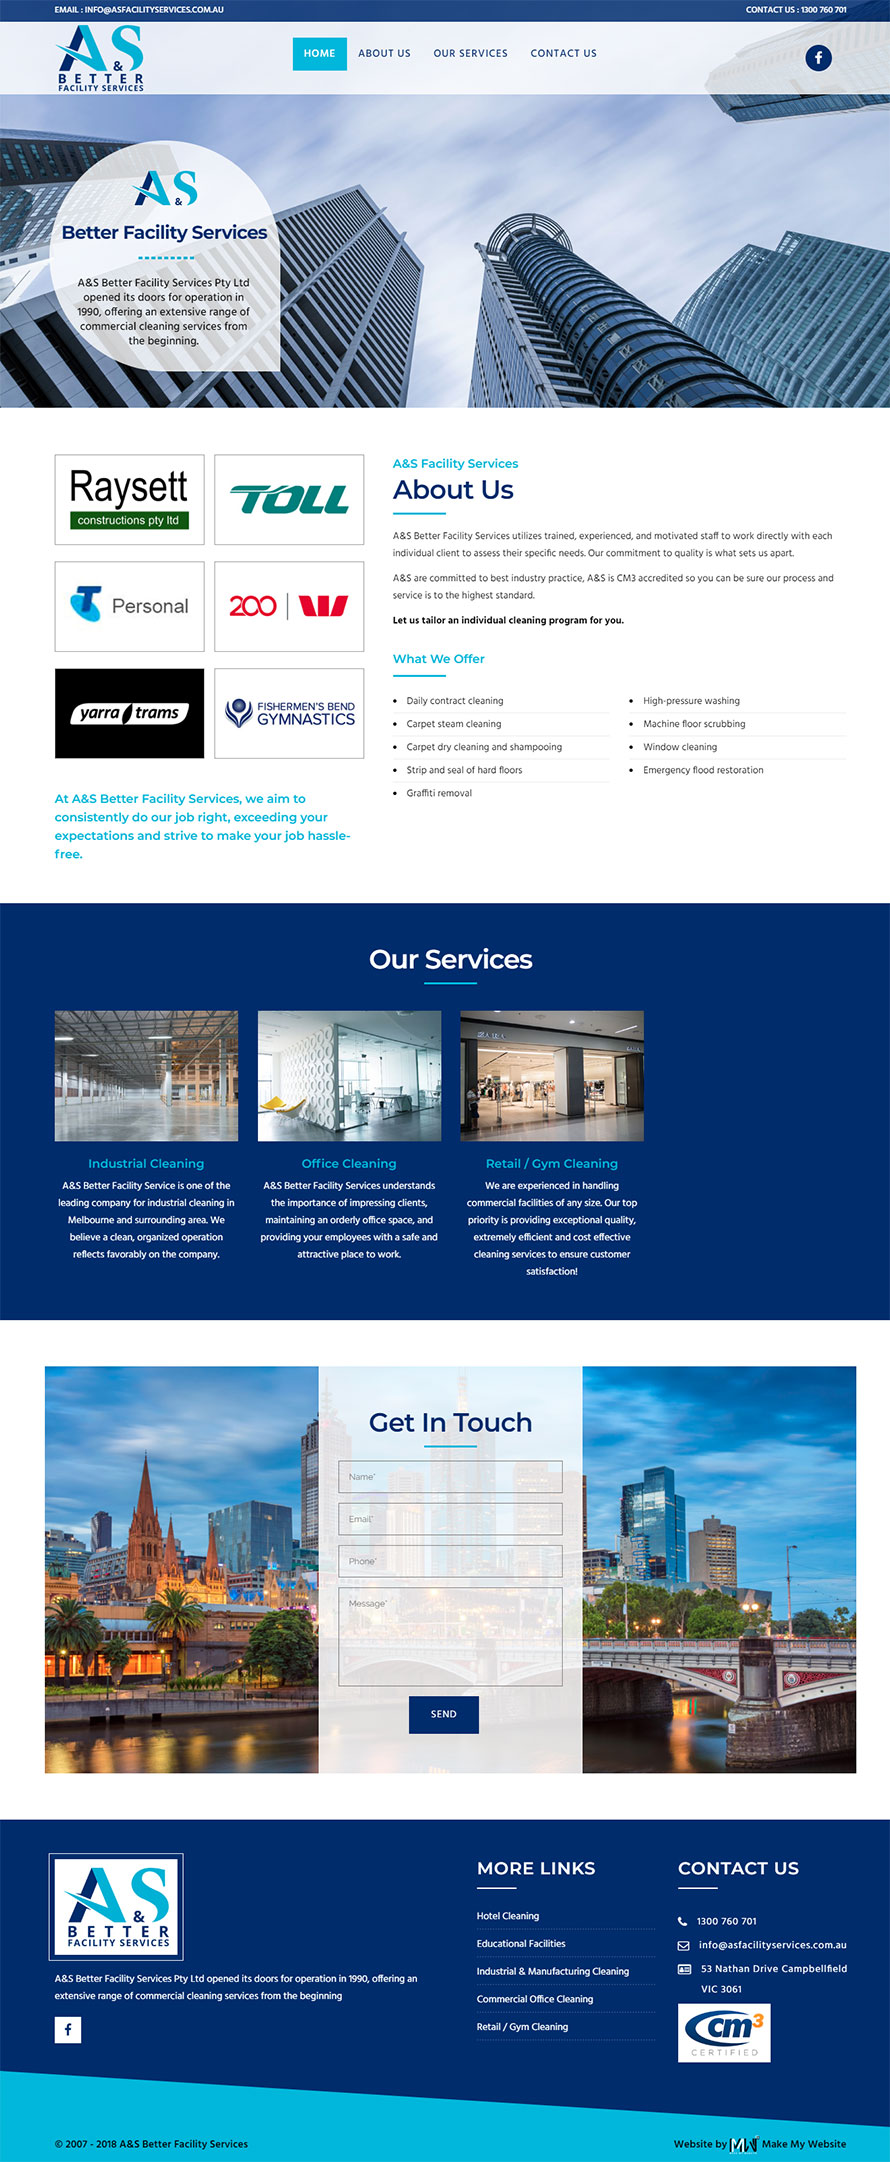 EMAIL : INFO@ASFACILITYSERVICES.COM.AU
CONTACT US : 1300 760 701
A&S
BETTER
FACILITY SERVICES
HOME
ABOUT US
OUR SERVICES
CONTACT US
A&S
Better Facility Services
A&S Better Facility Services Pty Ltd
opened its doors for operation in
1990, offering an extensive range of
commercial cleaning services from
the beginning.
Raysett
constructions pty ltd
TOLL
T Personal
200
yarra trams
FISHERMEN'S BEND
GYMNASTICS
At A&S Better Facility Services, we aim to
consistently do our job right, exceeding your
expectations and strive to make your job hassle-
free.
A&S Facility Services
About Us
A&S Better Facility Services utilizes trained, experienced, and motivated staff to work directly with each
individual client to assess their specific needs. Our commitment to quality is what sets us apart.
A&S are committed to best industry practice, A&S is CM3 accredited so you can be sure our process and
service is to the highest standard.
Let us tailor an individual cleaning program for you.
What We Offer
Daily contract cleaning
Carpet steam cleaning
Carpet dry cleaning and shampooing
Strip and seal of hard floors
Graffiti removal
High-pressure washing
Machine floor scrubbing
Window cleaning
Emergency flood restoration
Our Services
ZARA
Industrial Cleaning
A&S Better Facility Service is one of the
leading company for industrial cleaning in
Melbourne and surrounding area. We
believe a clean, organized operation
reflects favorably on the company.
Office Cleaning
A&S Better Facility Services understands
the importance of impressing clients,
maintaining an orderly office space, and
providing your employees with a safe and
attractive place to work.
Retail / Gym Cleaning
We are experienced in handling
commercial facilities of any size. Our top
priority is providing exceptional quality,
extremely efficient and cost effective
cleaning services to ensure customer
satisfaction!
Get In Touch
Name*
Email*
Phone*
Message*
SEND
A&S
BETTER
FACILITY SERVICES
A&S Better Facility Services Pty Ltd opened its doors for operation in 1990, offering an
extensive range of commercial cleaning services from the beginning
MORE LINKS
Hotel Cleaning
Educational Facilities
Industrial & Manufacturing Cleaning
Commercial Office Cleaning
Retail / Gym Cleaning
CONTACT US
1300 760 701
info@asfacilityservices.com.au
53 Nathan Drive Campbellfield
VIC 3061
cm3
CERTIFIED
© 2007 - 2018 A&S Better Facility Services
Website by MW Make My Website